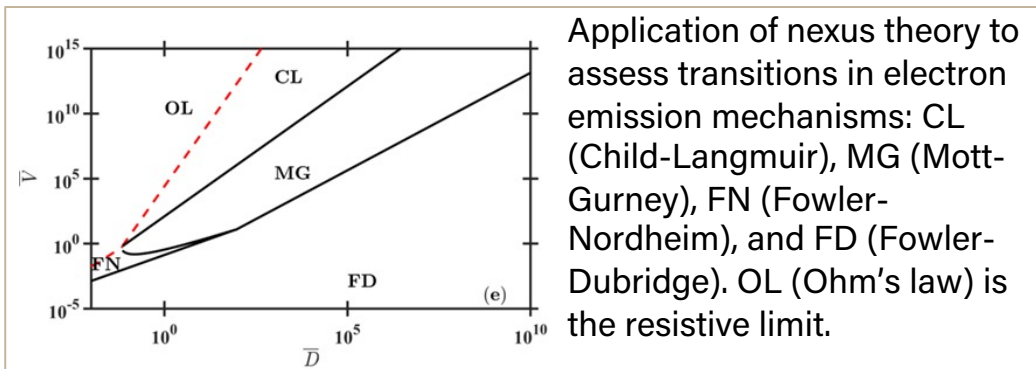 10^15
10^10
10^5
10^0
10^-5
V̅
OL
CL
MG
FN
FD
(e)
10^0
10^5
10^10
D̅
Application of nexus theory to
assess transitions in electron
emission mechanisms: CL
(Child-Langmuir), MG (Mott-
Gurney), FN (Fowler-
Nordheim), and FD (Fowler-
Dubridge). OL (Ohm’s law) is
the resistive limit.